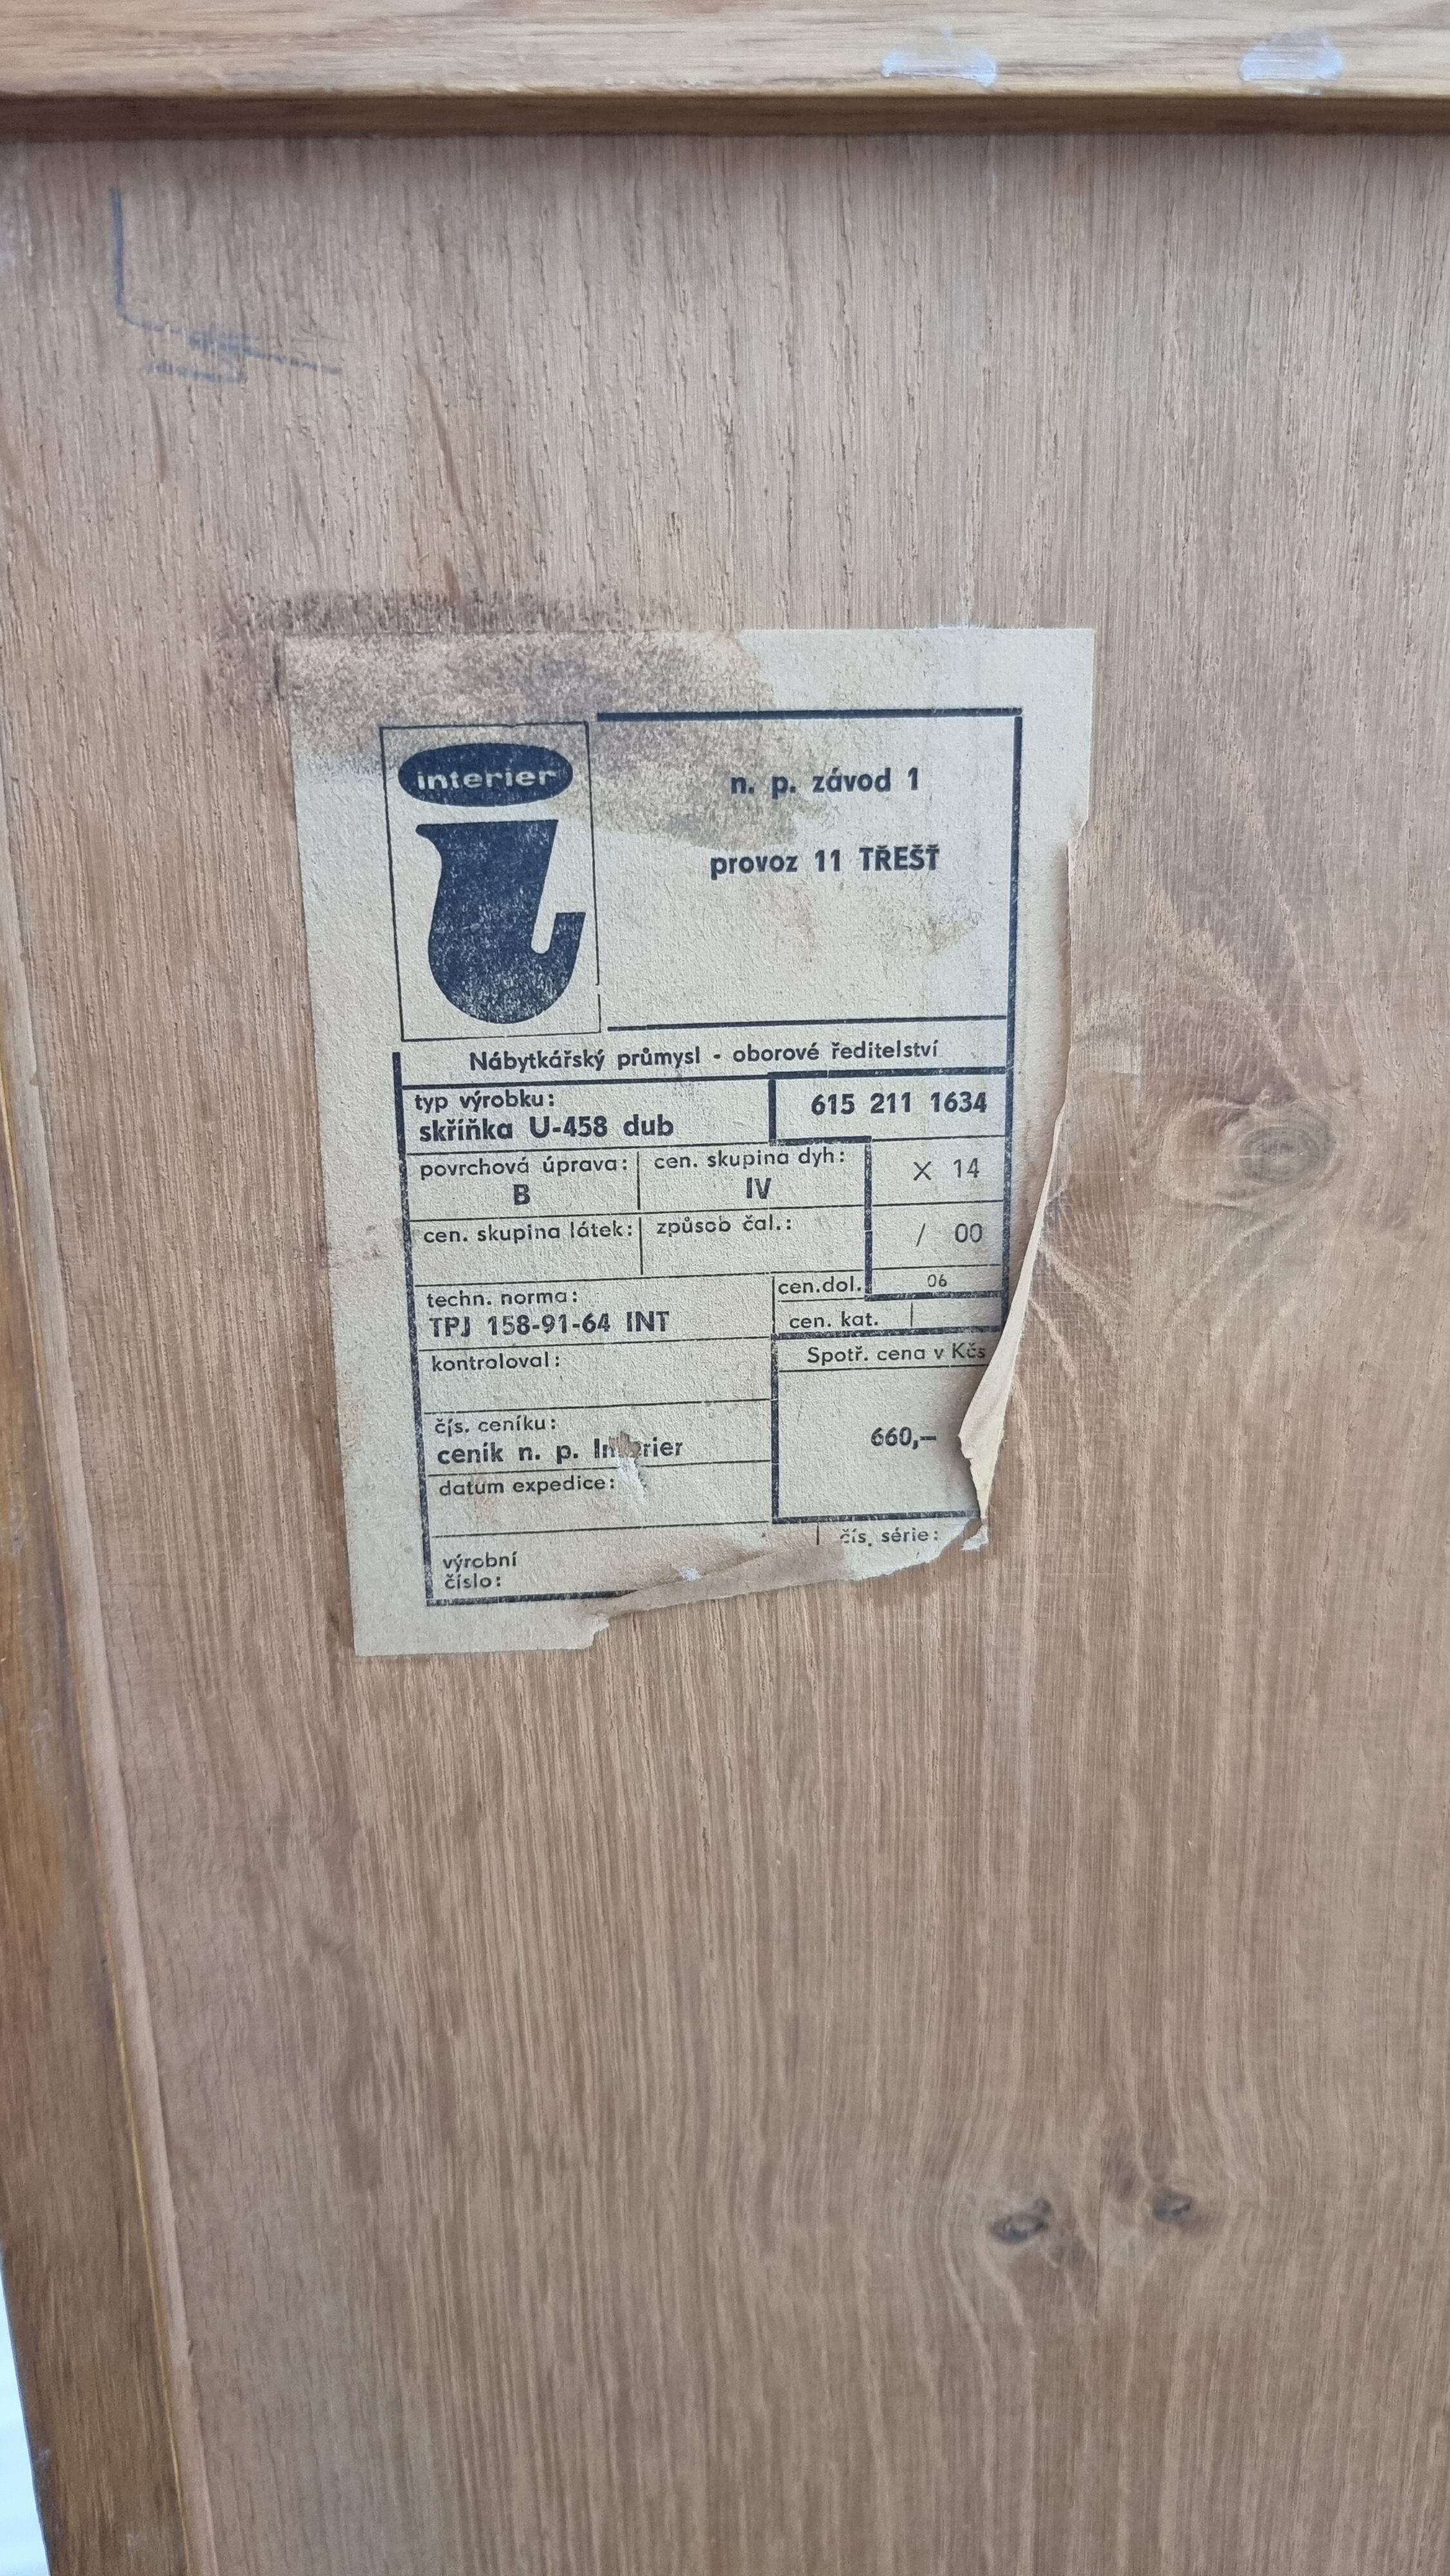 interier
n. p. závod 1
provoz 11 TŘEŠŤ
Nábytkářský průmysl - oborové ředitelství
typ výrobku:
skříňka U-458 dub
615 211 1634
povrchová úprava:
B
cen. skupina dyh:
IV
X 14
cen. skupina látek:
způsob čal.:
/ 00
techn. norma:
TPJ 158-91-64 INT
cen.dol.
06
cen. kat.
kontroloval:
Spotř. cena v Kčs
660,—
čís. ceníku:
ceník n. p. Interier
datum expedice:
čís. série:
výrobní
číslo: